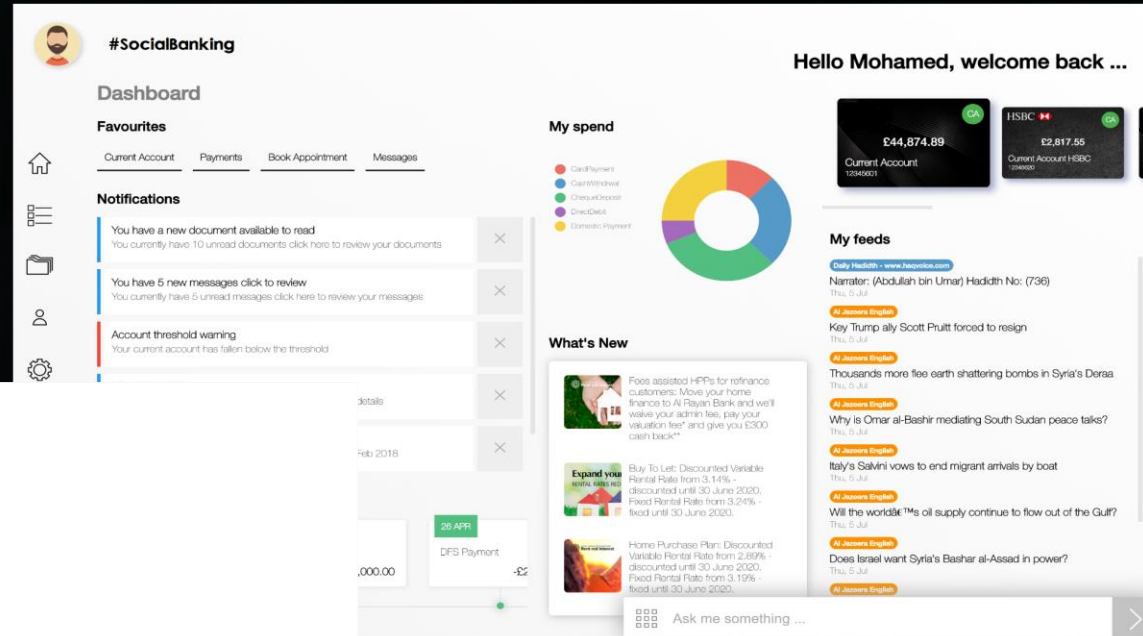 #SocialBanking
Hello Mohamed, welcome back ...
Dashboard
Favourites
Current Account
Payments
Book Appointment
Messages
Notifications
You have a new document available to read
You currently have 10 unread documents click here to review your documents
You have 5 new messages click to review
You currently have 5 unread mesages click here to review your messages
Account threshold warning
Your current account has fallen below the threshold
details
Feb 2018
,000.00
26 APR
DFS Payment
-£2
My spend
CardPayment
CashWithdrwal
ChequeDeposit
DirectDebit
Domestic Payment
What's New
Fees assisted HPPs for refinance
customers: Move your home
finance to Al Rayan Bank and we'll
waive your admin fee, pay your
valuation fee* and give you £300
cash back**
Expand your
RENTAL RATES RED
Buy To Let: Discounted Variable
Rental Rate from 3.14% -
discounted until 30 June 2020.
Fixed Rental Rate from 3.24% -
fixed until 30 June 2020.
Home Purchase Plan: Discounted
Variable Rental Rate from 2.89% -
discounted until 30 June 2020.
Fixed Rental Rate from 3.19% -
fixed until 30 June 2020.
CA
£44,874.89
Current Account
12345601
HSBC
CA
£2,817.55
Current Account HSBC
12345620
My feeds
Daily Hadidth - www.haqvoice.com
Narrater: (Abdullah bin Umar) Hadidth No: (736)
Thu, 5 Jul
Al Jazeera English
Key Trump ally Scott Pruitt forced to resign
Thu, 5 Jul
Al Jazeera English
Thousands more flee earth shattering bombs in Syria's Deraa
Thu, 5 Jul
Al Jazeera English
Why is Omar al-Bashir mediating South Sudan peace talks?
Thu, 5 Jul
Al Jazeera English
Italy's Salvini vows to end migrant arrivals by boat
Thu, 5 Jul
Al Jazeera English
Will the worldâ€™s oil supply continue to flow out of the Gulf?
Thu, 5 Jul
Al Jazeera English
Does Israel want Syria's Bashar al-Assad in power?
Thu, 5 Jul
Al Jazeera English
Ask me something ...